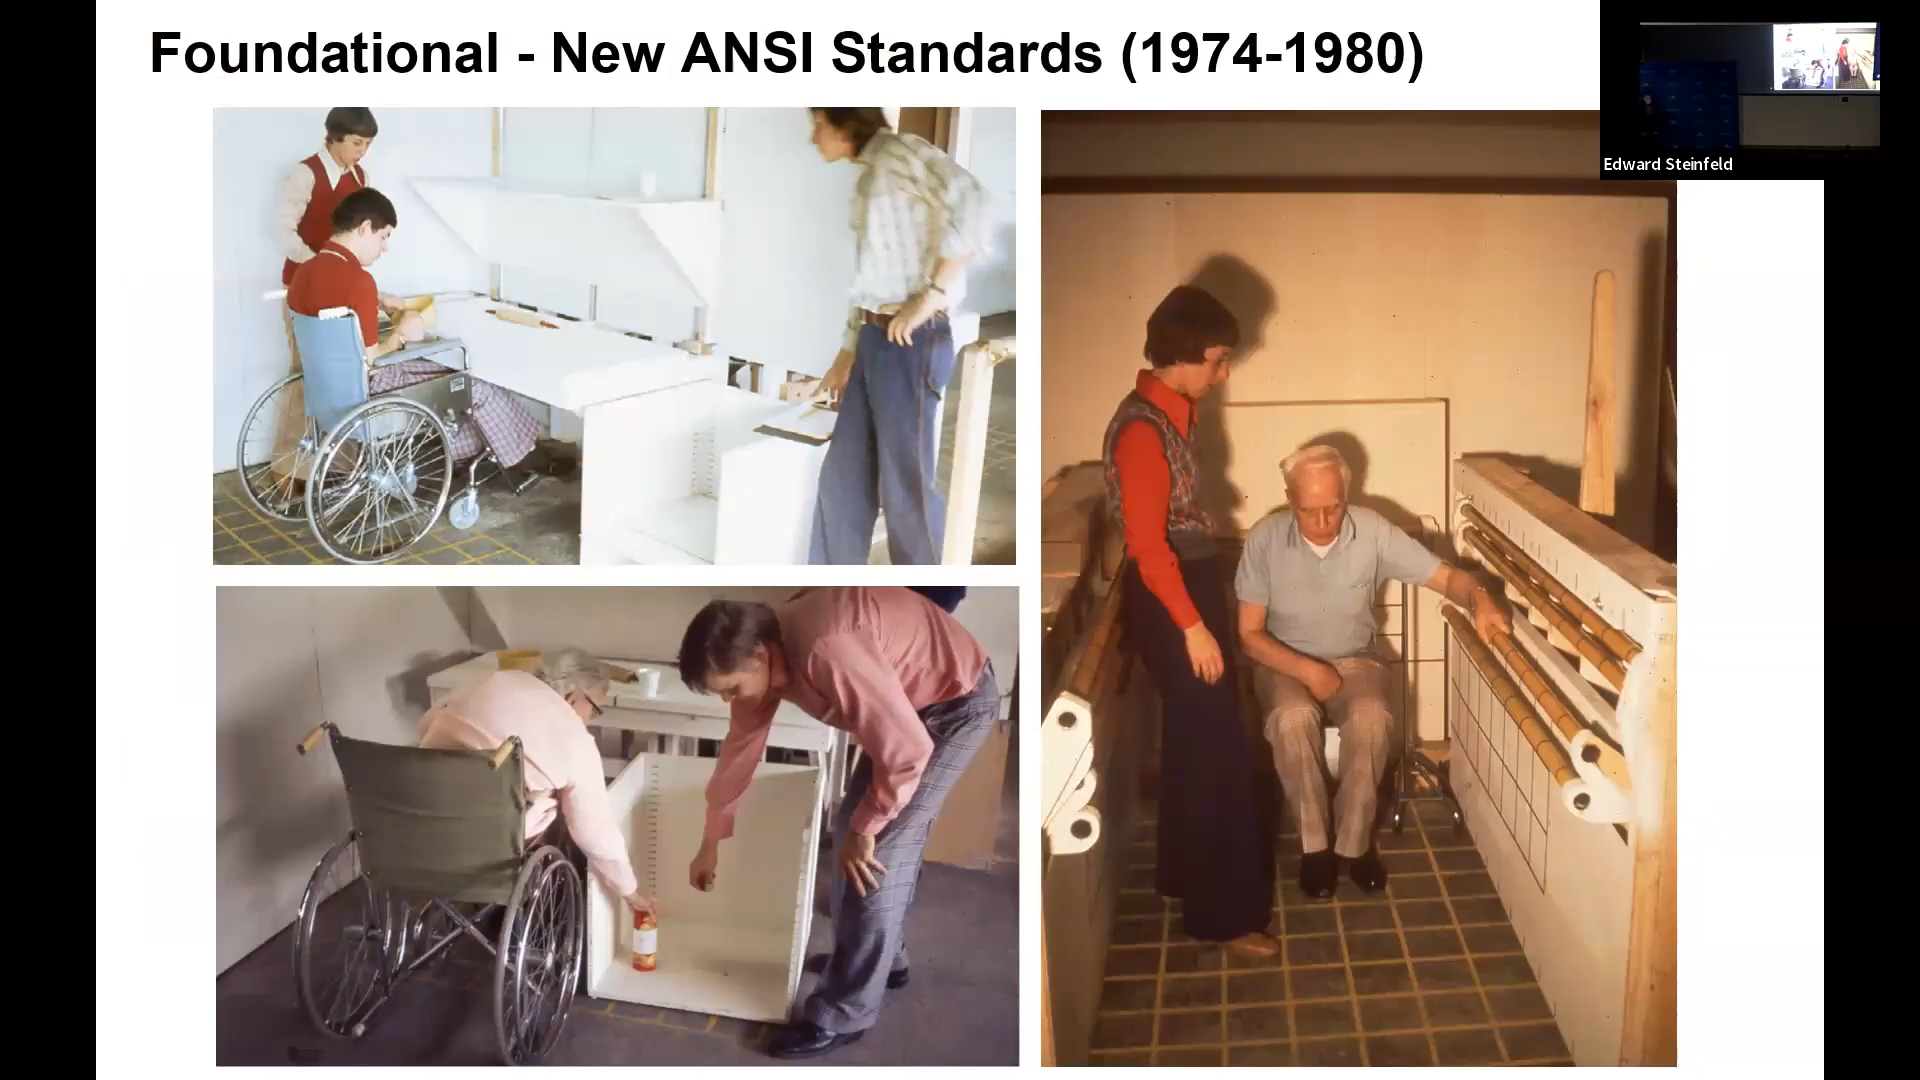 Foundational - New ANSI Standards (1974-1980)
Edward Steinfeld